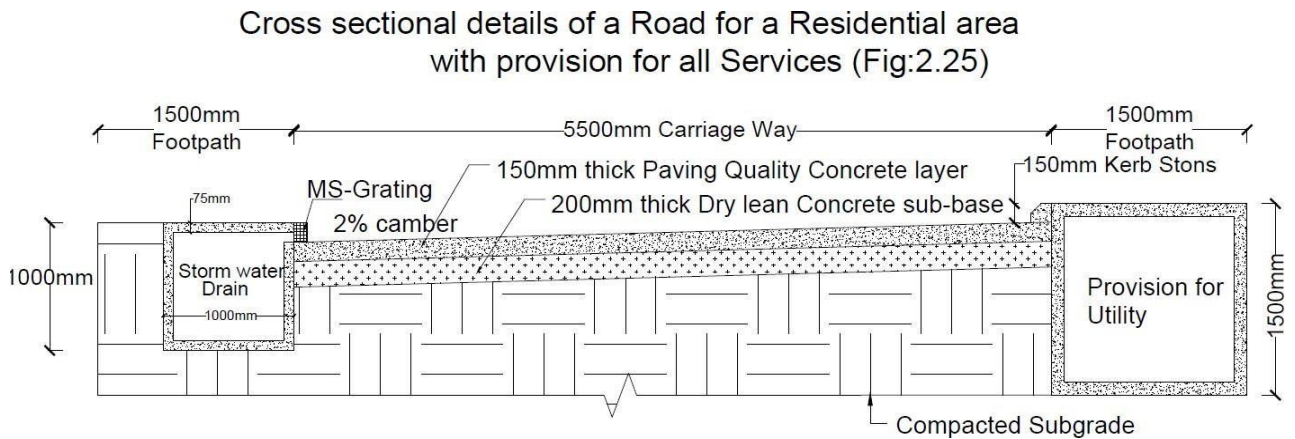 Cross sectional details of a Road for a Residential area
with provision for all Services (Fig:2.25)
1500mm
Footpath
5500mm Carriage Way
1500mm
Footpath
150mm Kerb Stons
150mm thick Paving Quality Concrete layer
MS-Grating
75mm
200mm thick Dry lean Concrete sub-base
2% camber
1000mm
Storm water
Drain
1000mm
Provision for
Utility
1500mm
Compacted Subgrade